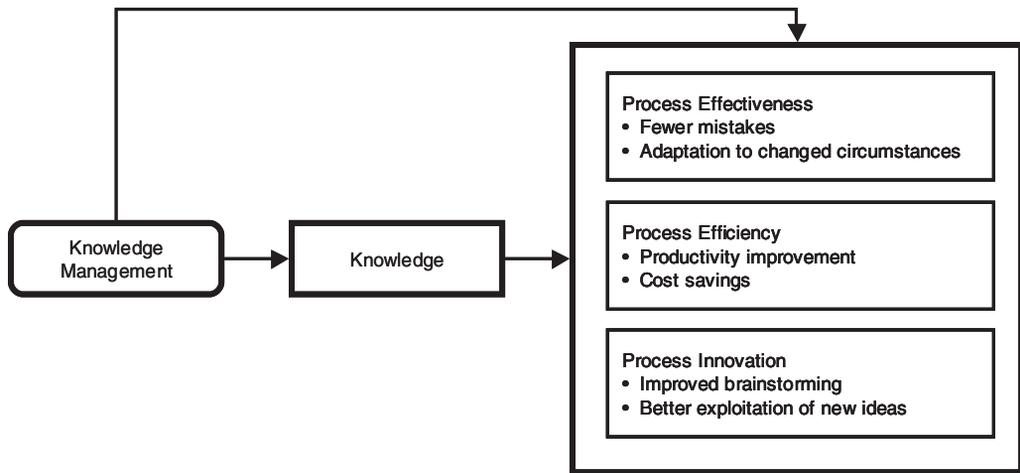 Knowledge
Management
Knowledge
Process Effectiveness
• Fewer mistakes
• Adaptation to changed circumstances
Process Efficiency
• Productivity improvement
• Cost savings
Process Innovation
• Improved brainstorming
• Better exploitation of new ideas